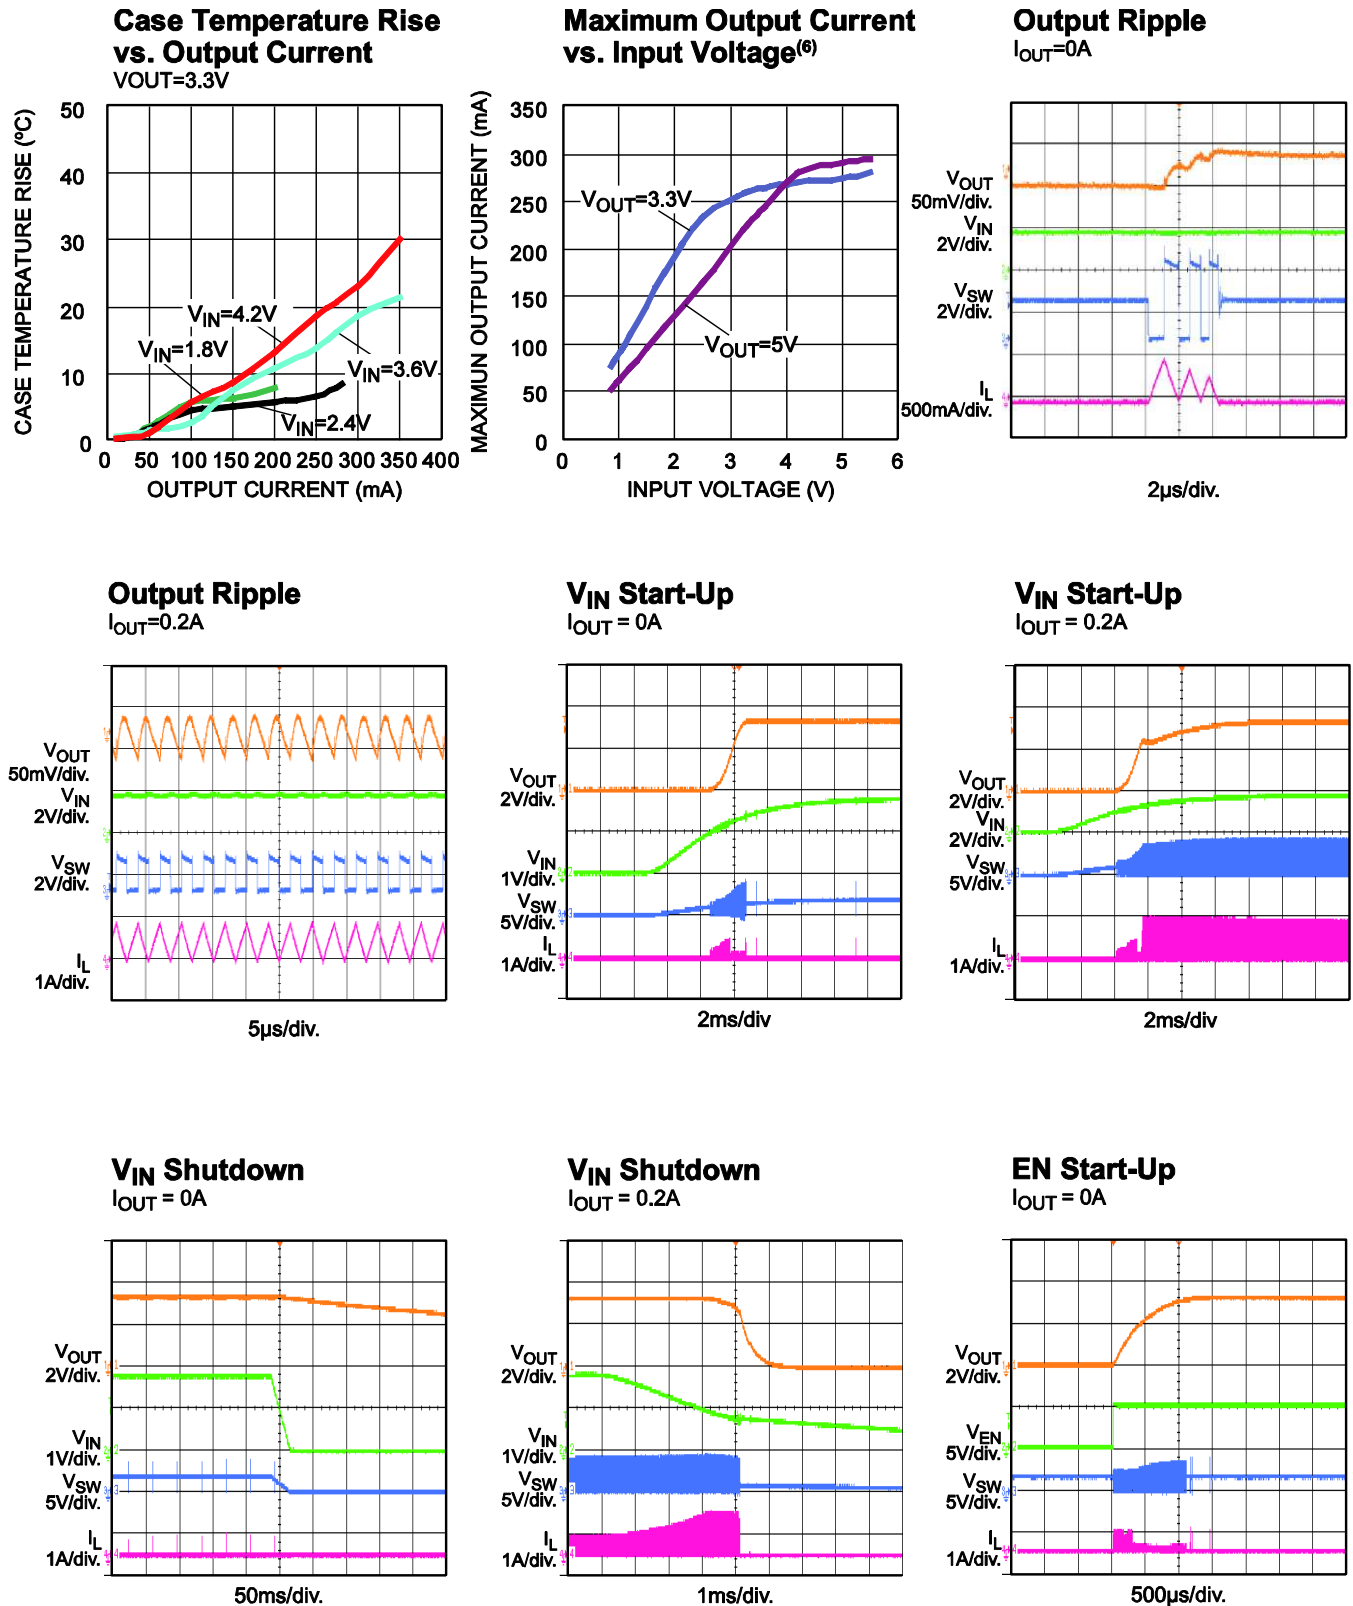 Case Temperature Rise
vs. Output Current
VOUT=3.3V
CASE TEMPERATURE RISE (ºC)
50
40
30
20
10
0
VIN=4.2V
VIN=1.8V
VIN=3.6V
VIN=2.4V
0 50 100 150 200 250 300 350 400
OUTPUT CURRENT (mA)
Maximum Output Current
vs. Input Voltage(6)
MAXIMUN OUTPUT CURRENT (mA)
350
300
250
200
150
100
50
0
VOUT=3.3V
VOUT=5V
0 1 2 3 4 5 6
INPUT VOLTAGE (V)
Output Ripple
IOUT=0A
VOUT
50mV/div.
VIN
2V/div.
VSW
2V/div.
IL
500mA/div.
2µs/div.
Output Ripple
IOUT=0.2A
VOUT
50mV/div.
VIN
2V/div.
VSW
2V/div.
IL
1A/div.
5µs/div.
VIN Start-Up
IOUT = 0A
VOUT
2V/div.
VIN
1V/div.
VSW
5V/div.
IL
1A/div.
2ms/div
VIN Start-Up
IOUT = 0.2A
VOUT
2V/div.
VIN
2V/div.
VSW
5V/div.
IL
1A/div.
2ms/div
VIN Shutdown
IOUT = 0A
VOUT
2V/div.
VIN
1V/div.
VSW
5V/div.
IL
1A/div.
50ms/div.
VIN Shutdown
IOUT = 0.2A
VOUT
2V/div.
VIN
1V/div.
VSW
5V/div.
IL
1A/div.
1ms/div.
EN Start-Up
IOUT = 0A
VOUT
2V/div.
VEN
5V/div.
VSW
5V/div.
IL
1A/div.
500µs/div.